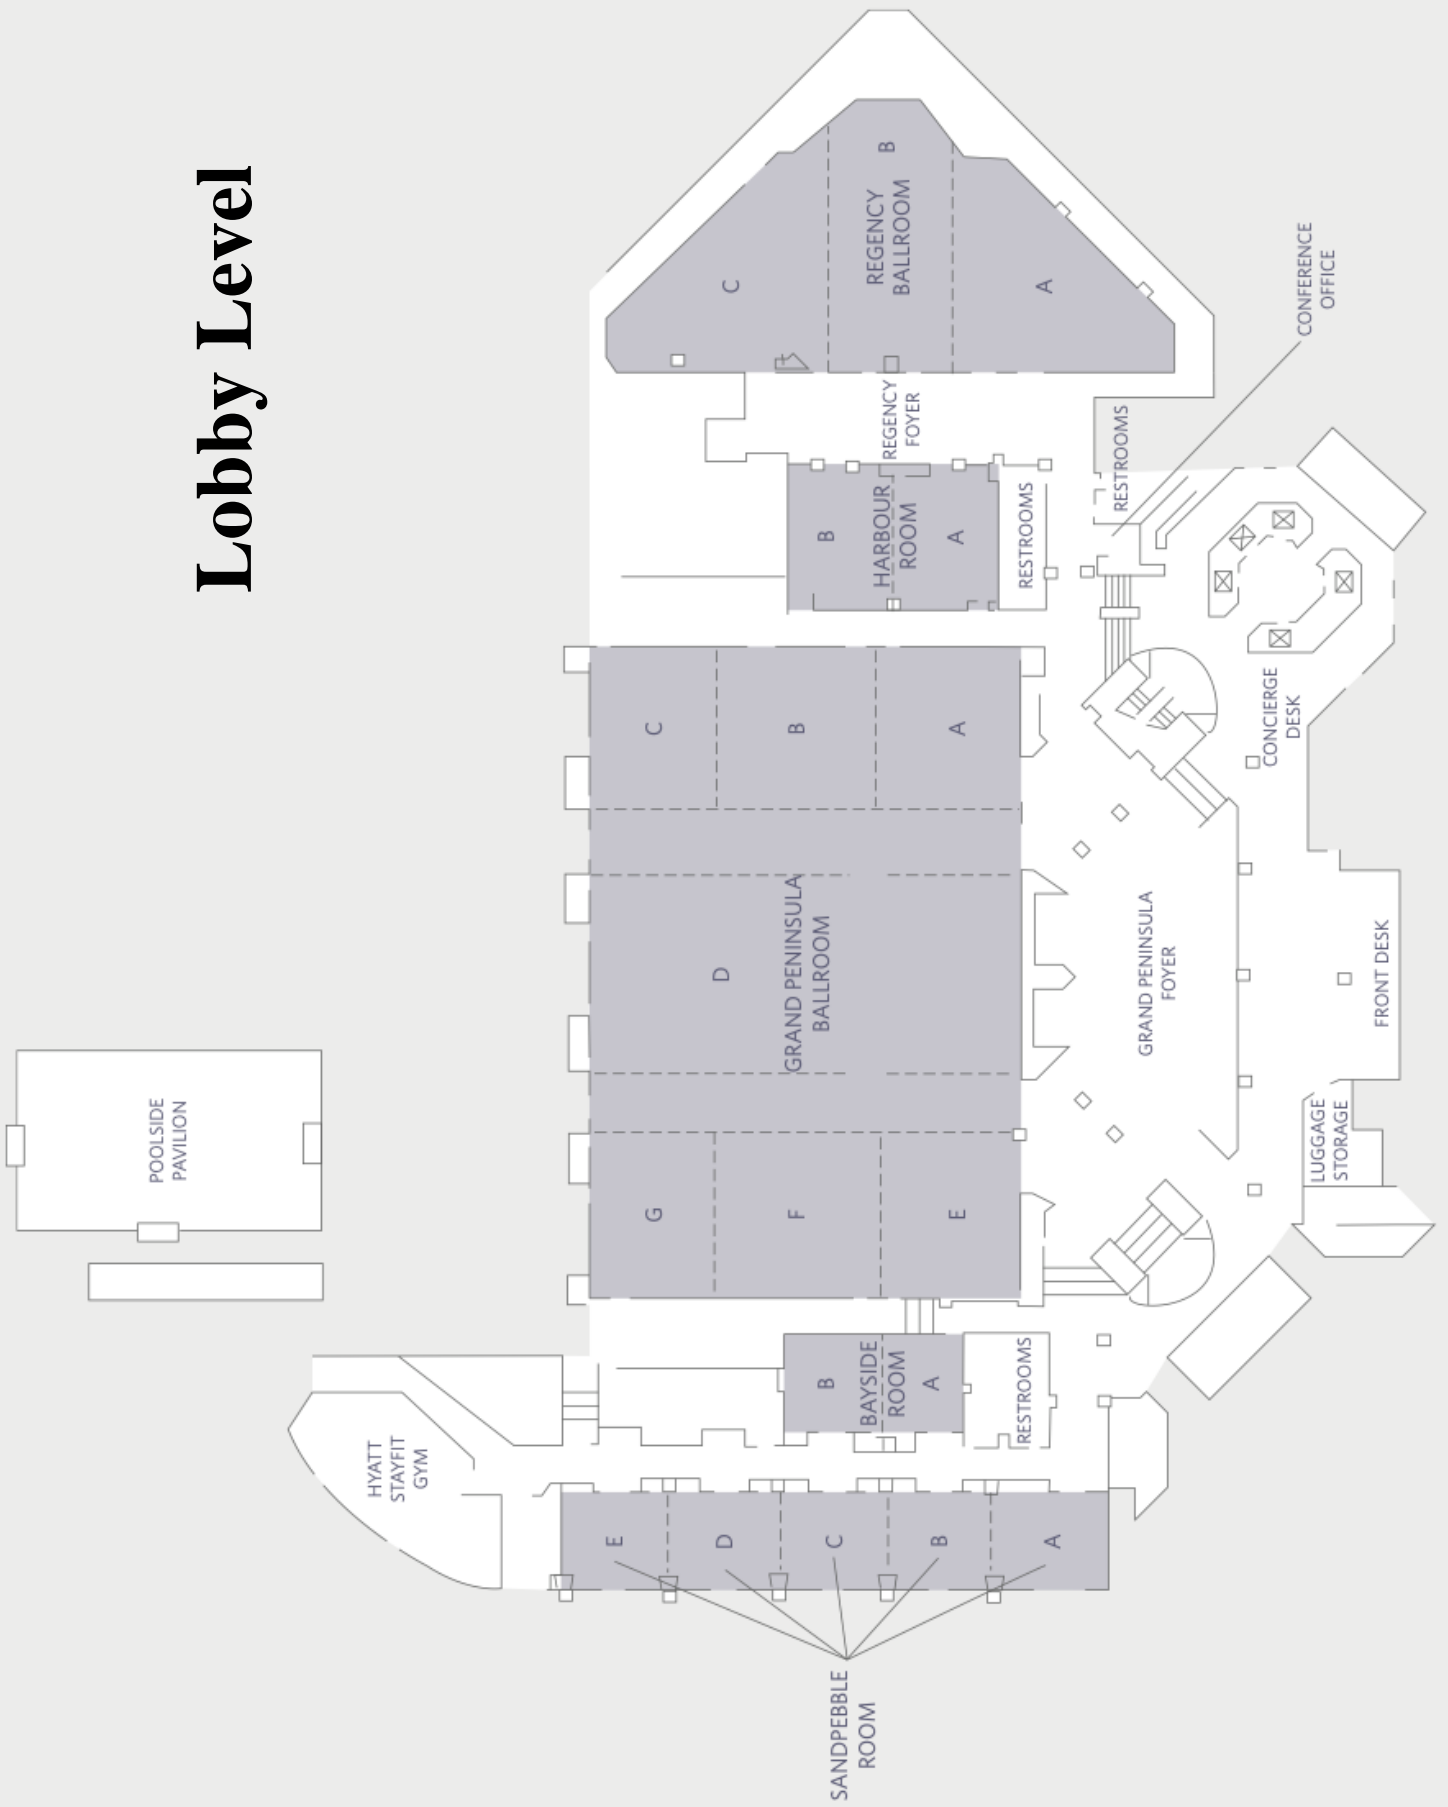 Lobby Level
POOLSIDE
PAVILION
HYATT
STAYFIT
GYM
SANDPEBBLE
ROOM
E
D
C
B
A
BAYSIDE
ROOM
B
A
RESTROOMS
GRAND PENINSULA
BALLROOM
G
F
E
D
C
B
A
GRAND PENINSULA
FOYER
LUGGAGE
STORAGE
FRONT DESK
CONCIERGE
DESK
HARBOUR
ROOM
B
A
RESTROOMS
RESTROOMS
REGENCY
FOYER
REGENCY
BALLROOM
C
B
A
CONFERENCE
OFFICE